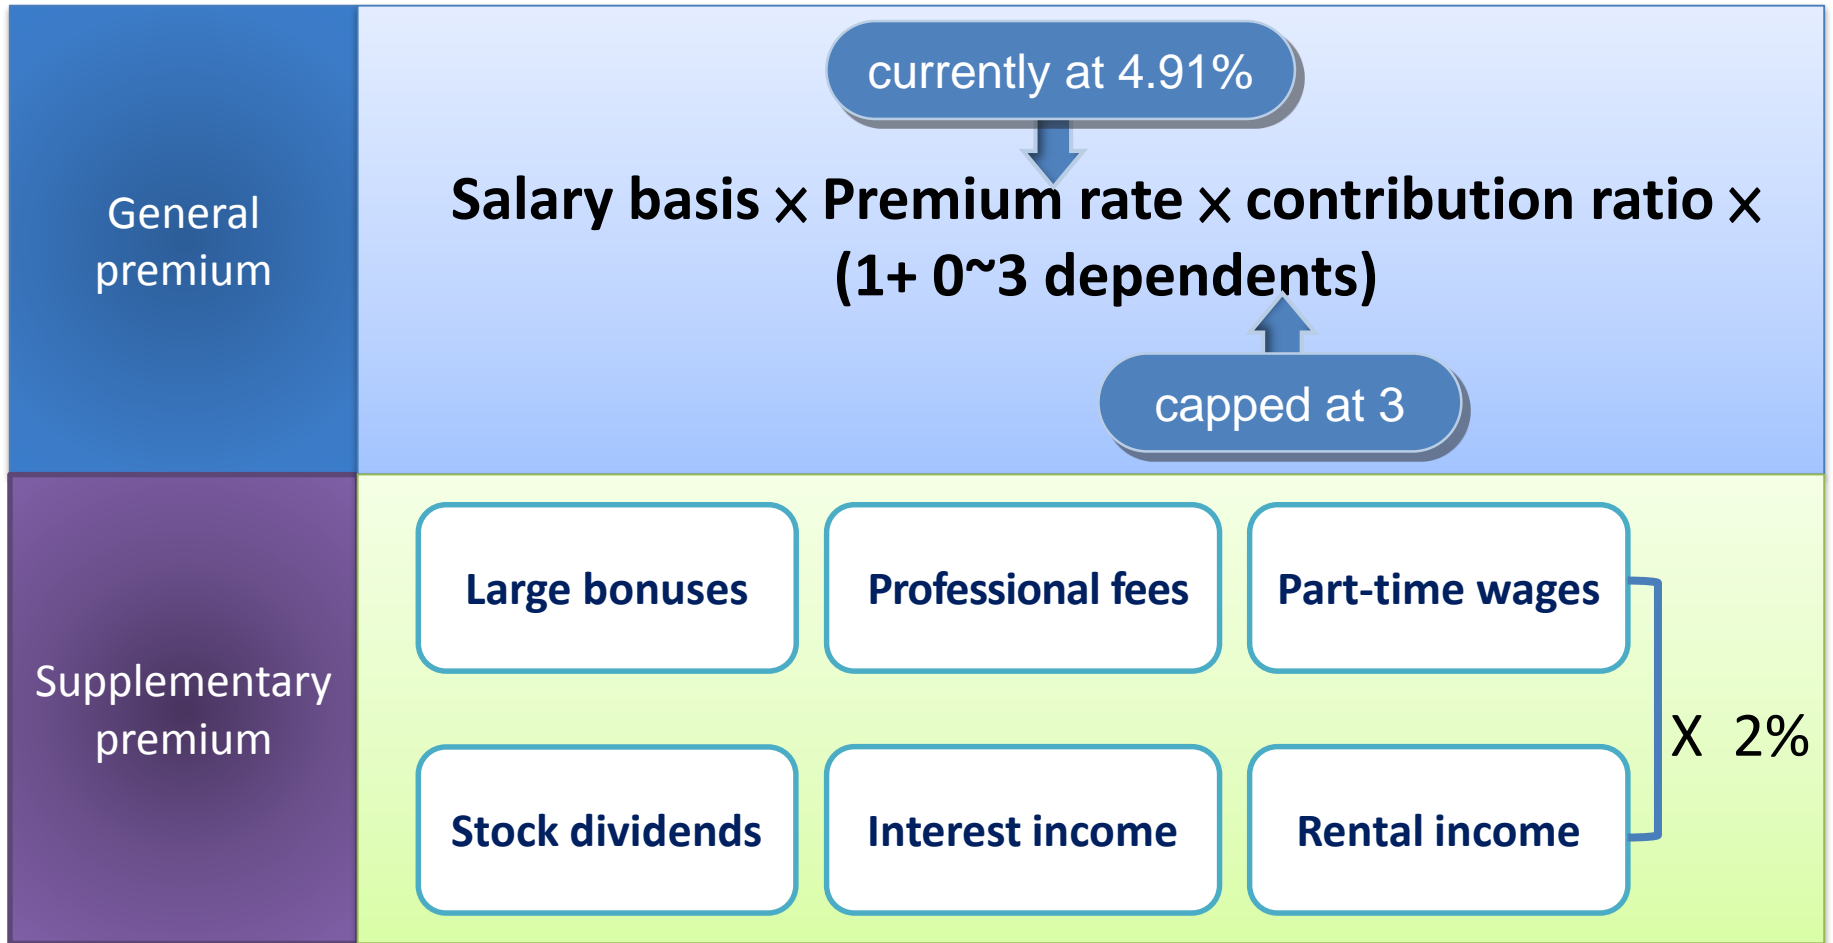 currently at 4.91%
General
premium
Salary basis × Premium rate × contribution ratio ×
(1+ 0~3 dependents)
capped at 3
Supplementary
premium
Large bonuses
Professional fees
Part-time wages
X 2%
Stock dividends
Interest income
Rental income